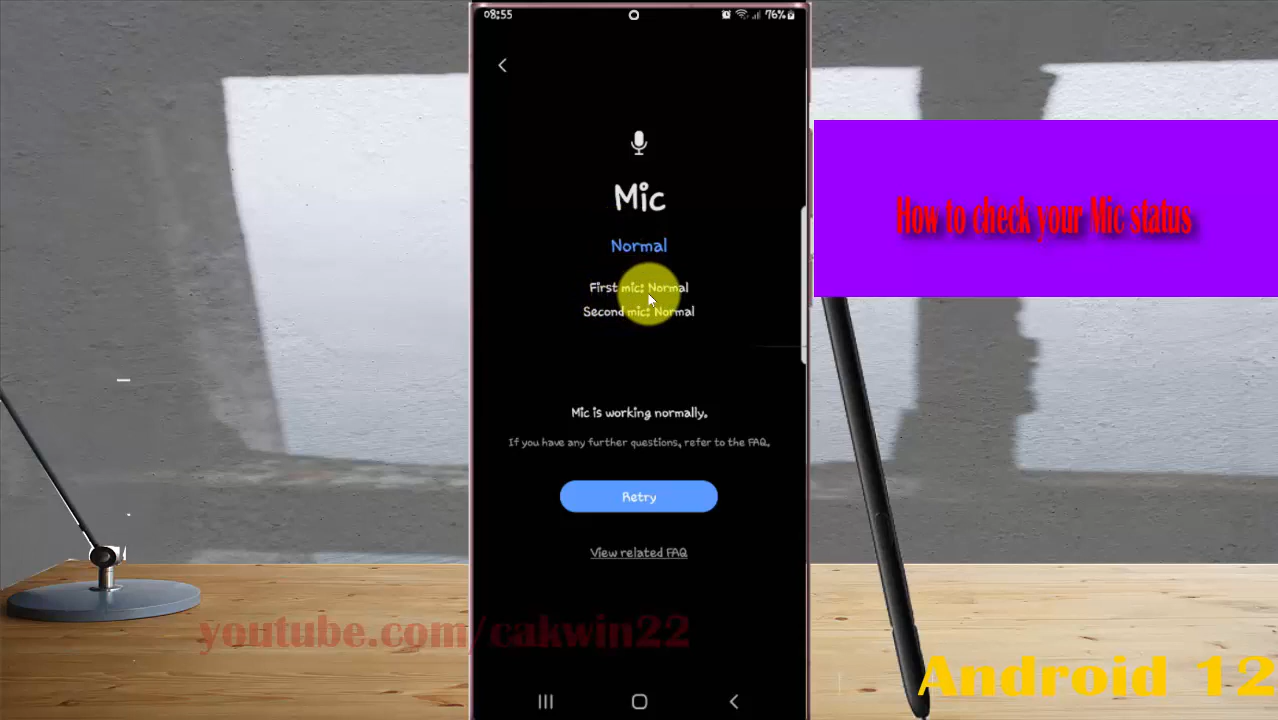 08:55
76%
Mic
Normal
First mic: Normal
Second mic: Normal
Mic is working normally.
If you have any further questions, refer to the FAQ.
Retry
View related FAQ
How to check your Mic status
youtube.com/cakwin22
Android 12